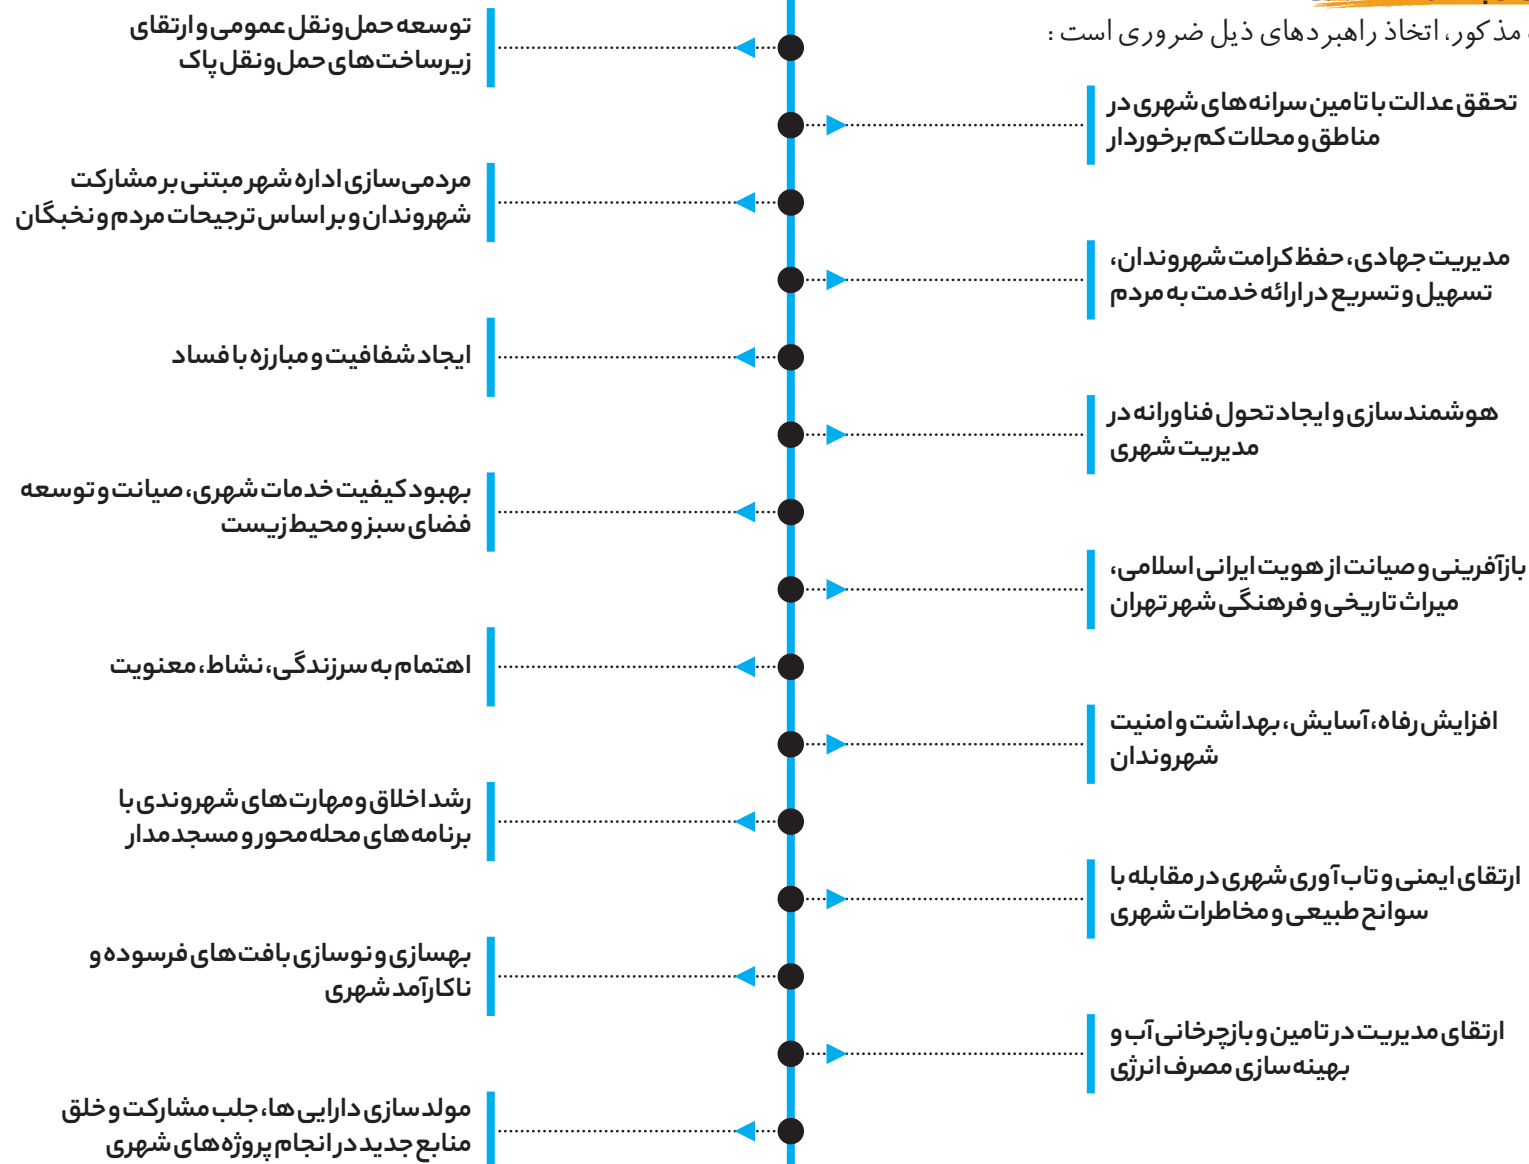 مذکور، اتخاذ راهبردهای ذیل ضروری است :
توسعه حمل‌ونقل عمومی و ارتقای
زیرساخت‌های حمل‌ونقل پاک
تحقق عدالت با تامین سرانه‌های شهری در
مناطق و محلات کم برخوردار
مردمی‌سازی اداره شهر مبتنی بر مشارکت
شهروندان و بر اساس ترجیحات مردم و نخبگان
مدیریت جهادی، حفظ کرامت شهروندان،
تسهیل و تسریع در ارائه خدمت به مردم
ایجاد شفافیت و مبارزه با فساد
هوشمندسازی و ایجاد تحول فناورانه در
مدیریت شهری
بهبود کیفیت خدمات شهری، صیانت و توسعه
فضای سبز و محیط زیست
بازآفرینی و صیانت از هویت ایرانی اسلامی،
میراث تاریخی و فرهنگی شهر تهران
اهتمام به سرزندگی، نشاط، معنویت
افزایش رفاه، آسایش، بهداشت و امنیت
شهروندان
رشد اخلاق و مهارت‌های شهروندی با
برنامه‌های محله‌محور و مسجدمدار
ارتقای ایمنی و تاب‌آوری شهری در مقابله با
سوانح طبیعی و مخاطرات شهری
بهسازی و نوسازی بافت‌های فرسوده و
ناکارآمد شهری
ارتقای مدیریت در تامین و بازچرخانی آب و
بهینه‌سازی مصرف انرژی
مولدسازی دارایی‌ها، جلب مشارکت و خلق
منابع جدید در انجام پروژه‌های شهری